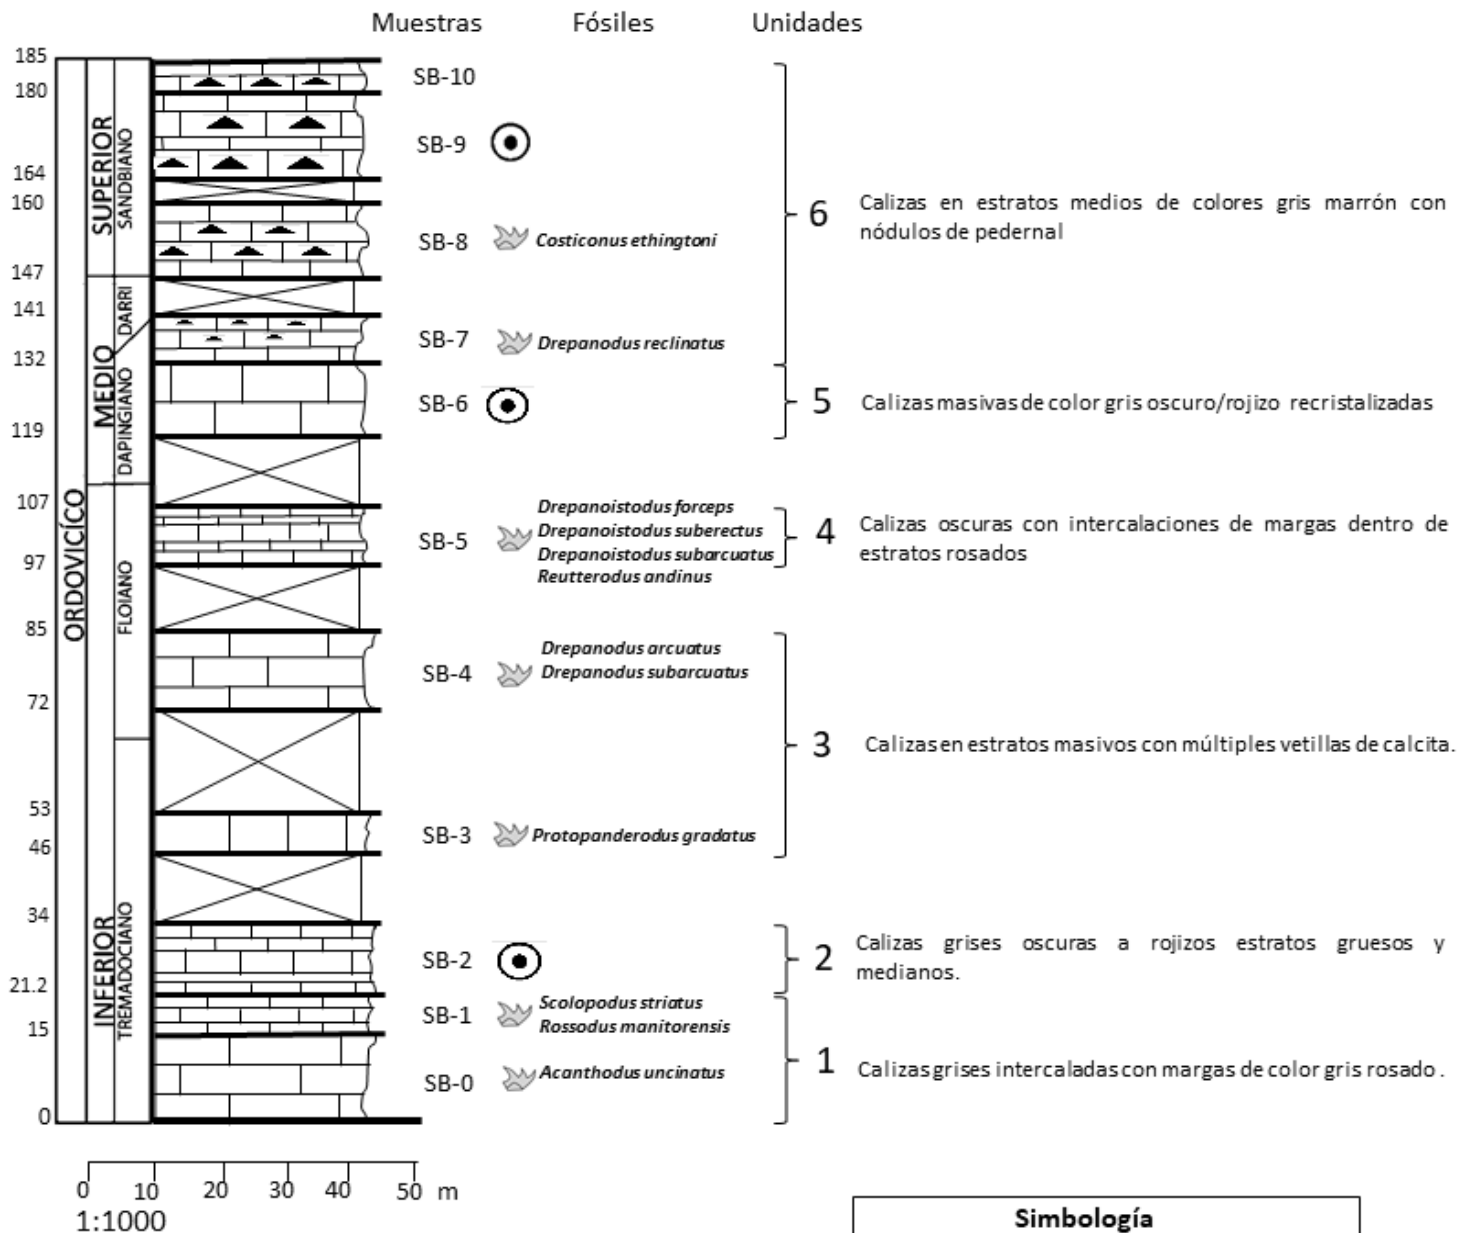 Muestras Fósiles Unidades
185
180
164
160
147
141
132
119
107
97
85
72
53
46
34
21.2
15
0
ORDOVICÍCO
SUPERIOR
MEDIO
INFERIOR
SANDBIANO
DARRI
DAPINGIANO
FLOIANO
TREMADOCIANO
SB-10
SB-9
SB-8 Costiconus ethingtoni
SB-7 Drepanodus reclinatus
SB-6
SB-5
Drepanoistodus forceps
Drepanoistodus suberectus
Drepanoistodus subarcuatus
Reutterodus andinus
SB-4
Drepanodus arcuatus
Drepanodus subarcuatus
SB-3 Protopanderodus gradatus
SB-2
SB-1
Scolopodus striatus
Rossodus manitorensis
SB-0 Acanthodus uncinatus
6
Calizas en estratos medios de colores gris marrón con
nódulos de pedernal
5 Calizas masivas de color gris oscuro/rojizo recristalizadas
4
Calizas oscuras con intercalaciones de margas dentro de
estratos rosados
3 Calizas en estratos masivos con múltiples vetillas de calcita.
2
Calizas grises oscuras a rojizos estratos gruesos y
medianos.
1 Calizas grises intercaladas con margas de color gris rosado .
0 10 20 30 40 50 m
1:1000
Simbología